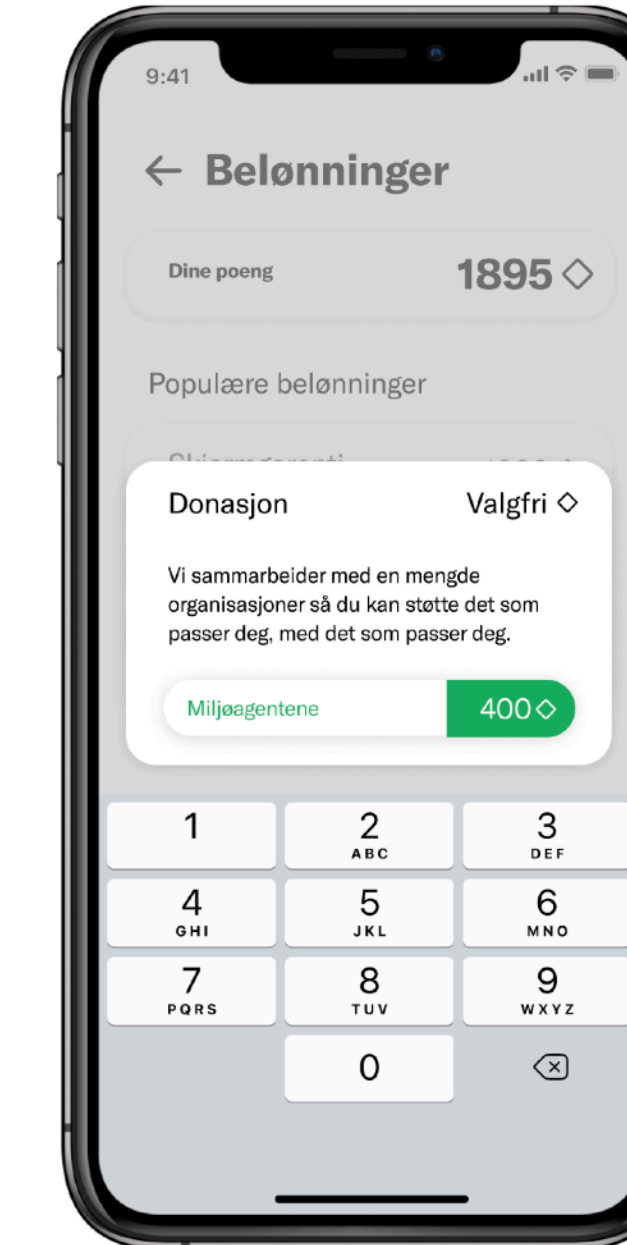 9:41
← Belønninger
Dine poeng 1895 ◇
Populære belønninger
Donasjon Valgfri ◇
Vi sammarbeider med en mengde
organisasjoner så du kan støtte det som
passer deg, med det som passer deg.
Miljøagentene 400 ◇
1 2 3
ABC DEF
4 5 6
GHI JKL MNO
7 8 9
PQRS TUV WXYZ
0